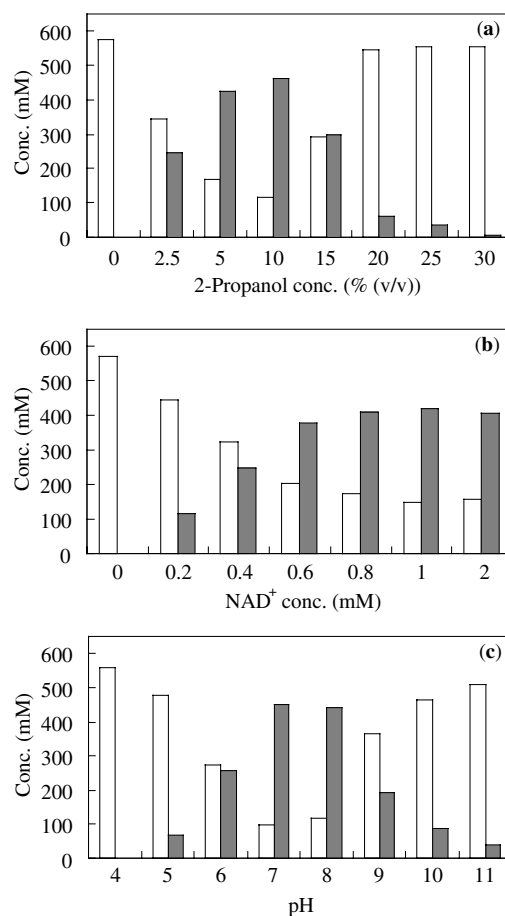 (a)
Conc. (mM)
600
500
400
300
200
100
0
0 2.5 5 10 15 20 25 30
2-Propanol conc. (% (v/v))
(b)
Conc. (mM)
600
500
400
300
200
100
0
0 0.2 0.4 0.6 0.8 1 2
NAD+ conc. (mM)
(c)
Conc. (mM)
600
500
400
300
200
100
0
4 5 6 7 8 9 10 11
pH